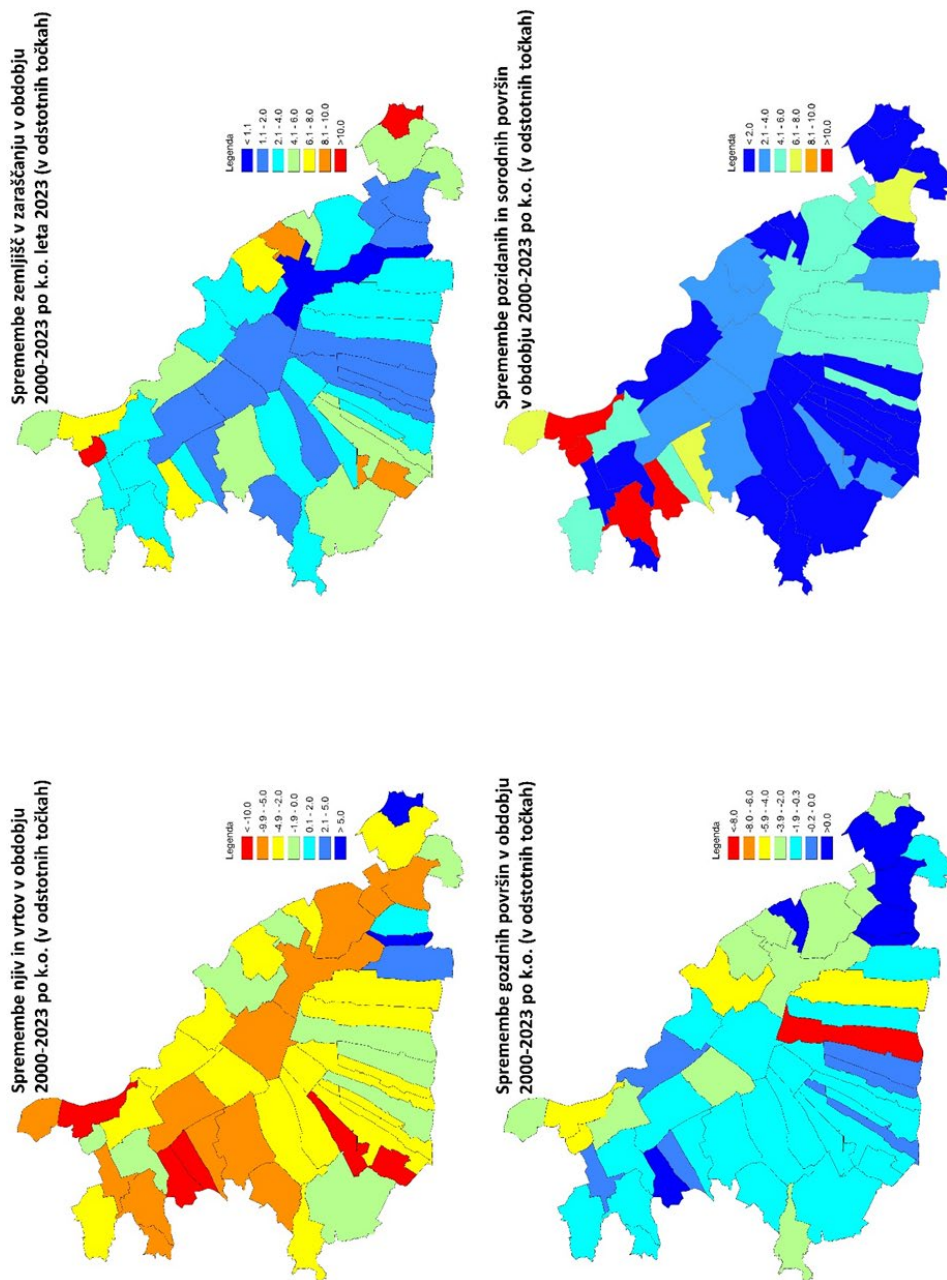 Spremembe njiv in vrtov v obdobju
2000-2023 po k.o. (v odstotnih točkah)
Legenda
< -10.0
-9.9 - -5.0
-4.9 - -2.0
-1.9 - 0.0
0.1 - 2.0
2.1 - 5.0
> 5.0
Spremembe zemljišč v zaraščanju v obdobju
2000-2023 po k.o. leta 2023 (v odstotnih točkah)
Legenda
< 1.1
1.1 - 2.0
2.1 - 4.0
4.1 - 6.0
6.1 - 8.0
8.1 - 10.0
>10.0
Spremembe gozdnih površin v obdobju
2000-2023 po k.o. (v odstotnih točkah)
Legenda
<-8.0
-8.0 - -6.0
-5.9 - -4.0
-3.9 - -2.0
-1.9 - -0.3
-0.2 - 0.0
>0.0
Spremembe pozidanih in sorodnih površin
v obdobju 2000-2023 po k.o. (v odstotnih točkah)
Legenda
< 2.0
2.1 - 4.0
4.1 - 6.0
6.1 - 8.0
>10.0